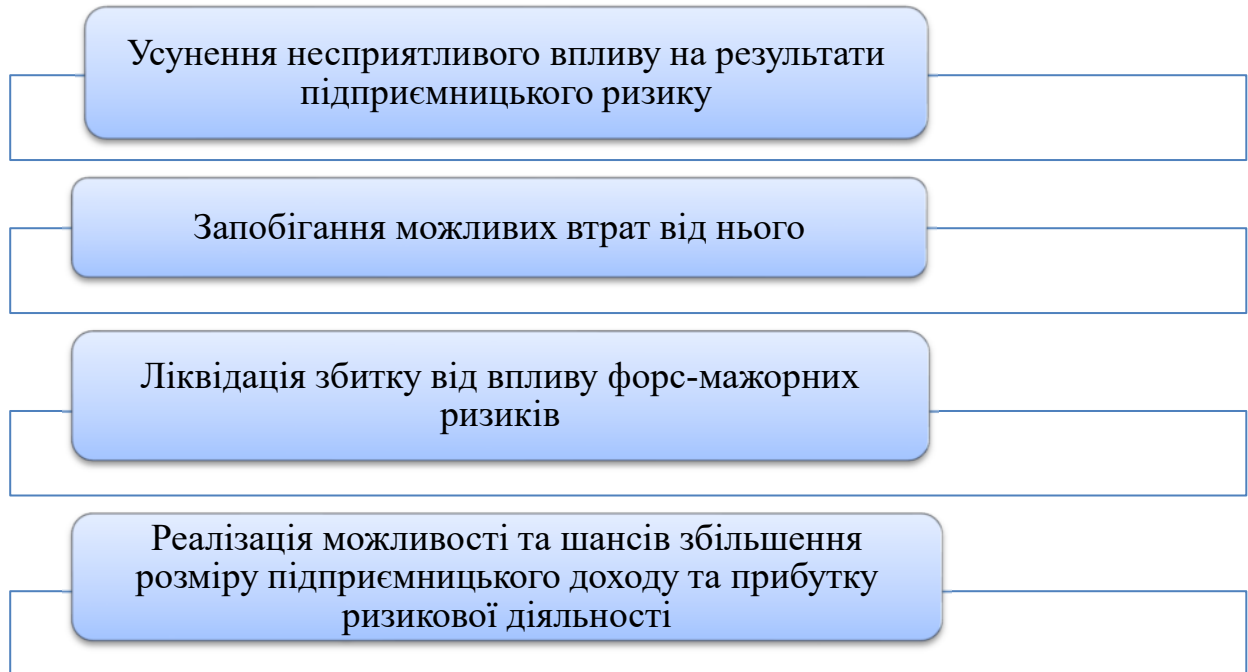 Усунення несприятливого впливу на результати
підприємницького ризику
Запобігання можливих втрат від нього
Ліквідація збитку від впливу форс-мажорних
ризиків
Реалізація можливості та шансів збільшення
розміру підприємницького доходу та прибутку
ризикової діяльності